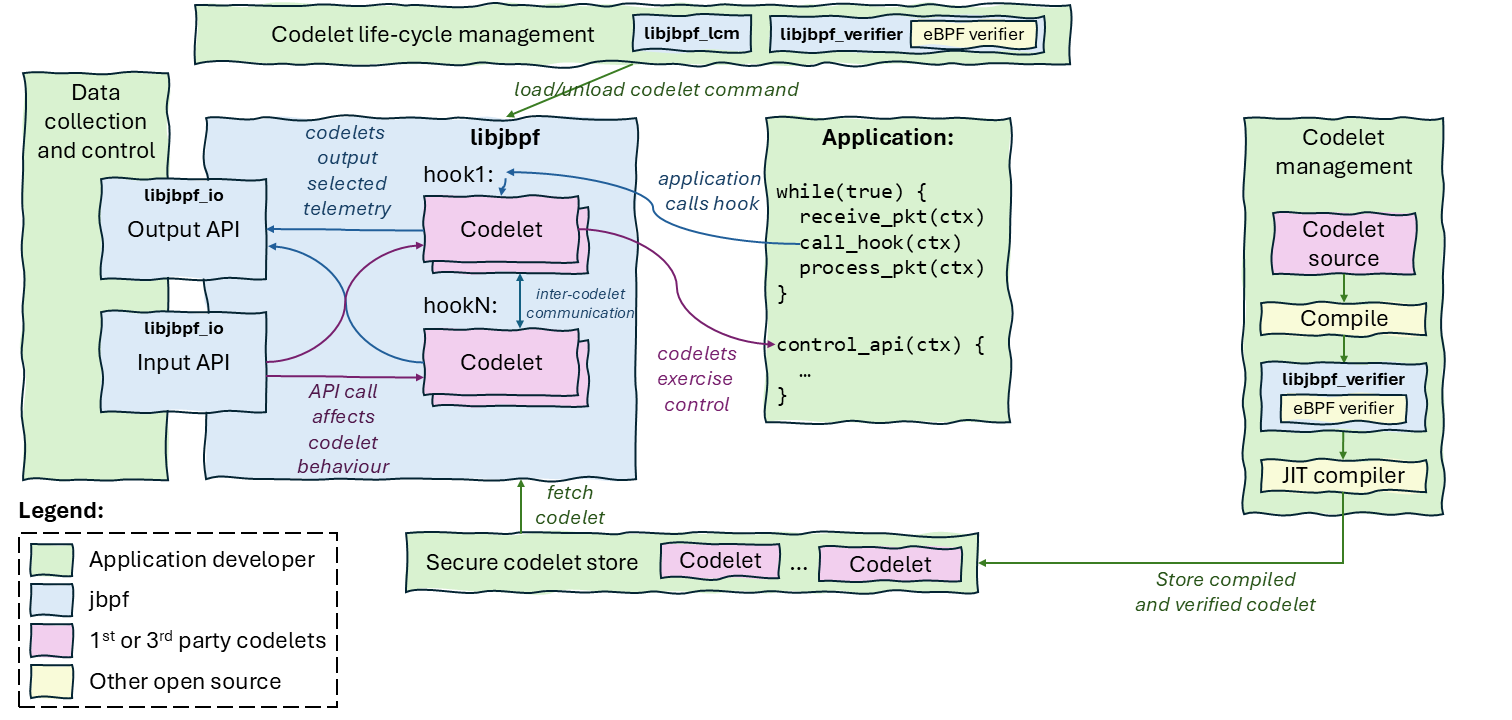 Codelet life-cycle management
libjbpf_lcm
libjbpf_verifier
eBPF verifier
load/unload codelet command
Data
collection
and control
libjbpf_io
Output API
libjbpf_io
Input API
codelets
output
selected
telemetry
libjbpf
hook1:
Codelet
hookN:
inter-codelet
communication
Codelet
API call
affects
codelet
behaviour
application
calls hook
codelets
exercise
control
Application:
while(true) {
receive_pkt(ctx)
call_hook(ctx)
process_pkt(ctx)
}
control_api(ctx) {
…
}
Codelet
management
Codelet
source
Compile
libjbpf_verifier
eBPF verifier
JIT compiler
fetch
codelet
Secure codelet store
Codelet
...
Codelet
Store compiled
and verified codelet
Legend:
Application developer
jbpf
1st or 3rd party codelets
Other open source